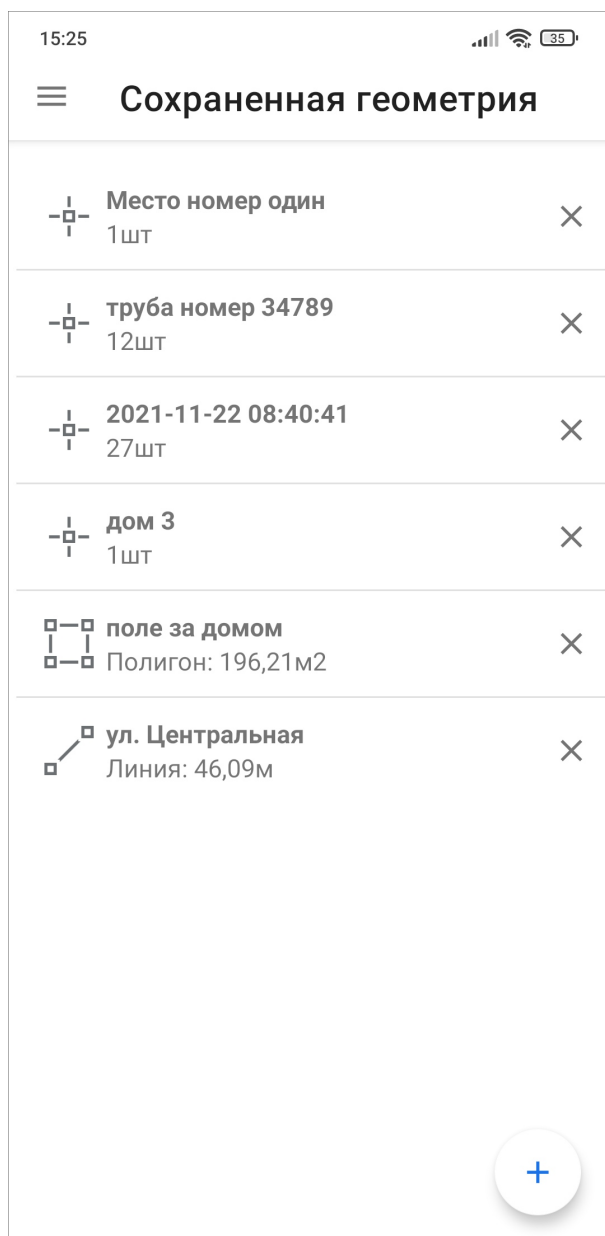 15:25
35
Сохраненная геометрия
Место номер один
1шт
труба номер 34789
12шт
2021-11-22 08:40:41
27шт
дом 3
1шт
поле за домом
Полигон: 196,21м2
ул. Центральная
Линия: 46,09м